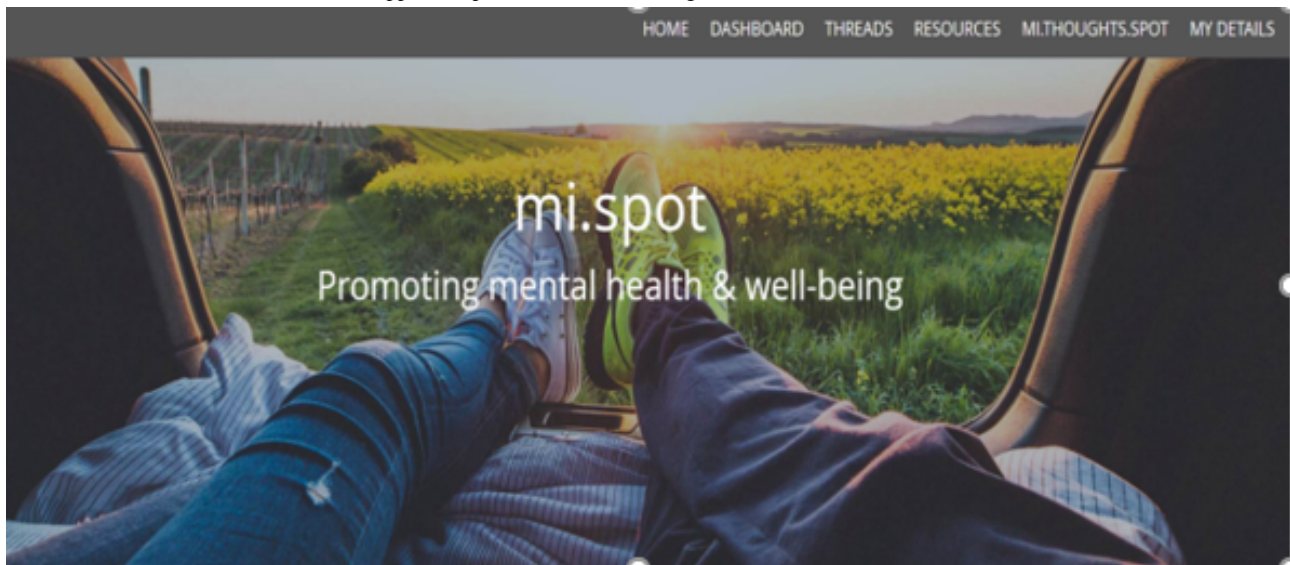 HOME DASHBOARD THREADS RESOURCES MI.THOUGHTS.SPOT MY DETAILS
mi.spot
Promoting mental health & well-being